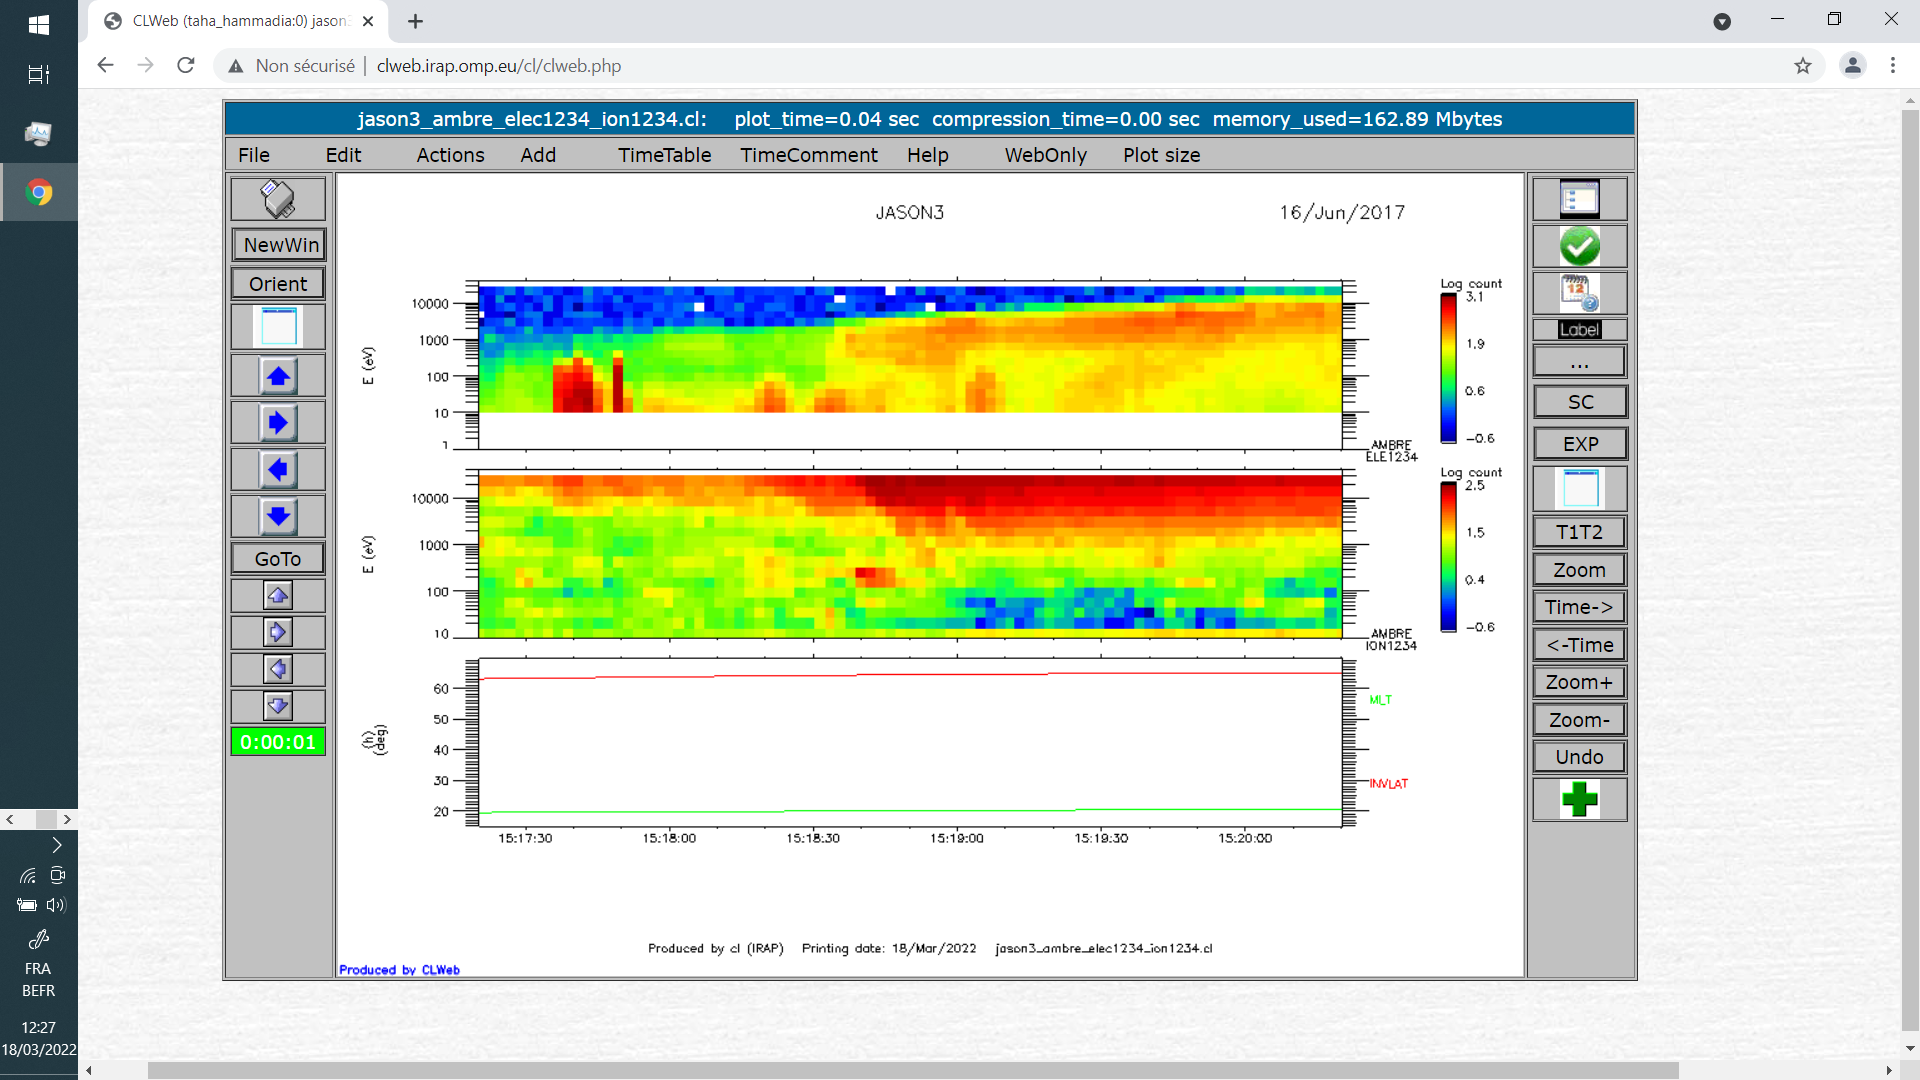 CLWeb (taha_hammadia:0) jason3
Non sécurisé | clweb.irap.omp.eu/cl/clweb.php
jason3_ambre_elec1234_ion1234.cl: plot_time=0.04 sec compression_time=0.00 sec memory_used=162.89 Mbytes
File Edit Actions Add TimeTable TimeComment Help WebOnly Plot size
NewWin
Orient
GoTo
0:00:01
JASON3 16/Jun/2017
E (eV)
10000
1000
100
10
1
Log count
3.1
1.9
0.6
-0.6
AMBRE
ELE1234
E (eV)
10000
1000
100
10
Log count
2.5
1.5
0.4
-0.6
AMBRE
ION1234
(h)
(deg)
60
50
40
30
20
MLT
INVLAT
15:17:30 15:18:00 15:18:30 15:19:00 15:19:30 15:20:00
Produced by cl (IRAP) Printing date: 18/Mar/2022 jason3_ambre_elec1234_ion1234.cl
Produced by CLWeb
12
Label
...
SC
EXP
T1T2
Zoom
Time->
<-Time
Zoom+
Zoom-
Undo
FRA
BEFR
12:27
18/03/2022